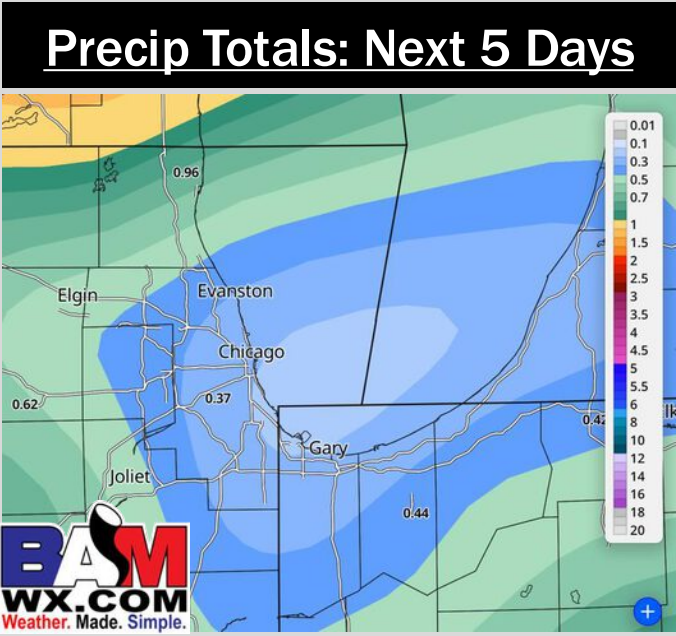 Precip Totals: Next 5 Days
0.01
0.1
0.3
0.5
0.7
1
1.5
2
2.5
3
3.5
4
4.5
5
5.5
6
8
10
12
14
16
18
20
0.96
Elgin
Evanston
Chicago
0.62
0.37
0.42
lk
Gary
Joliet
0.44
BAM
WX.COM
Weather. Made. Simple.
+